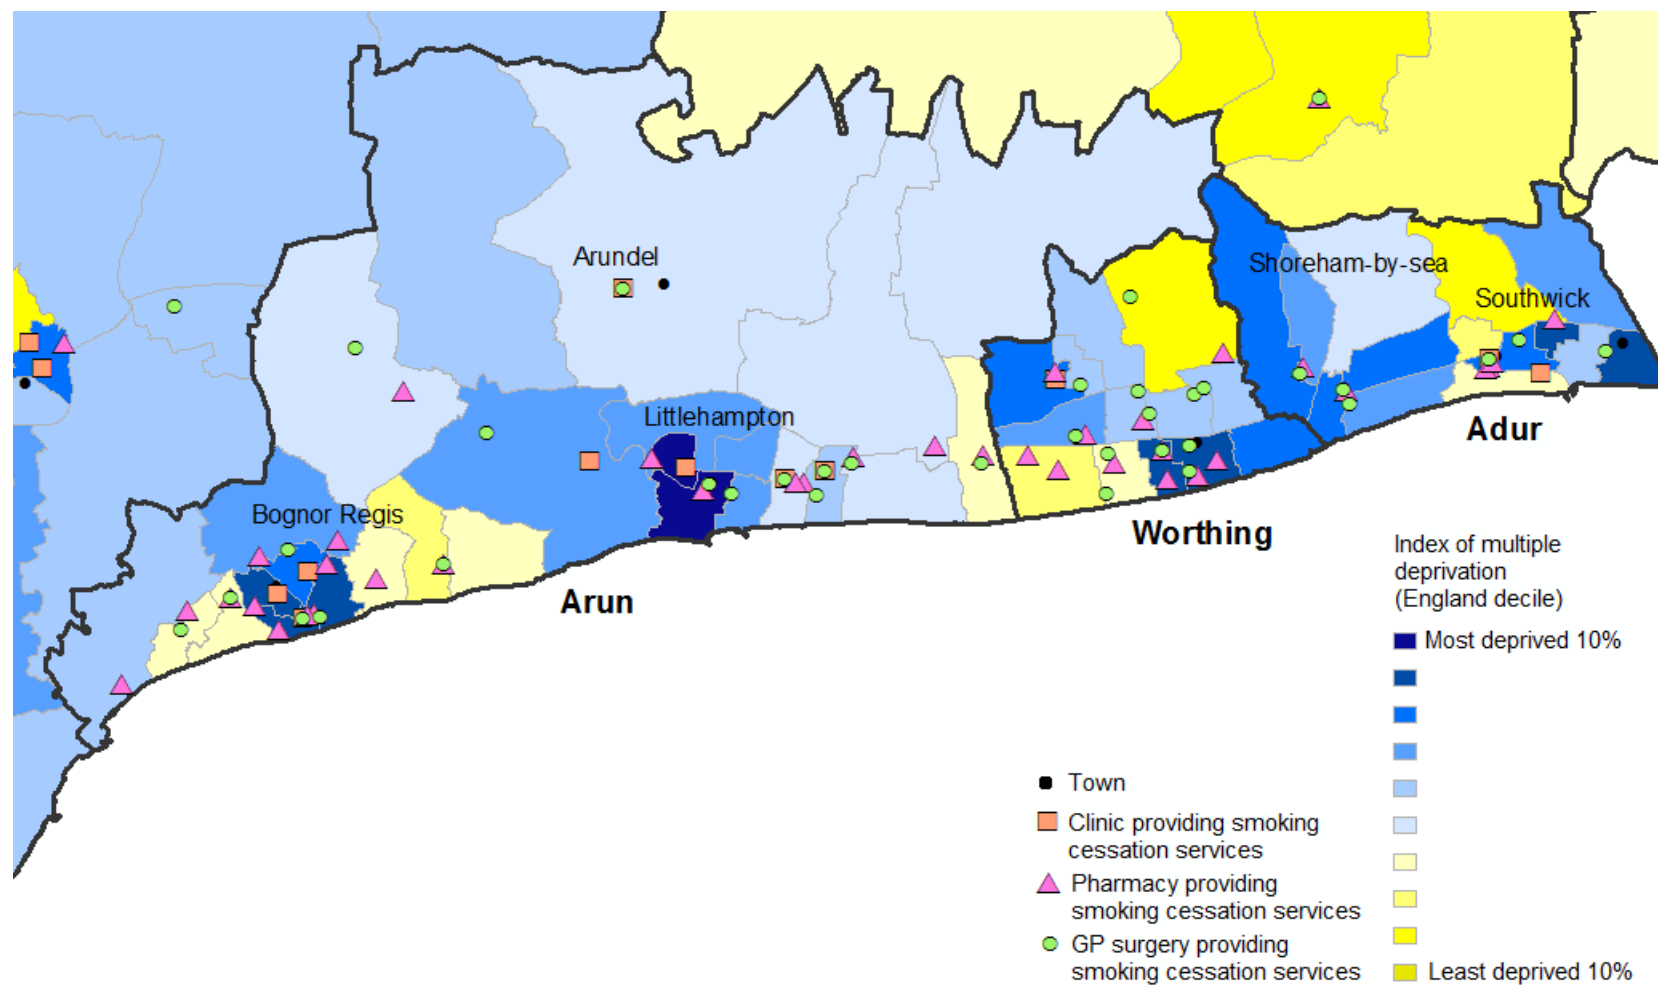 Arundel
Shoreham-by-sea
Southwick
Littlehampton
Bognor Regis
Adur
Worthing
Arun
Index of multiple
deprivation
(England decile)
Most deprived 10%
Least deprived 10%
Town
Clinic providing smoking
cessation services
Pharmacy providing
smoking cessation services
GP surgery providing
smoking cessation services